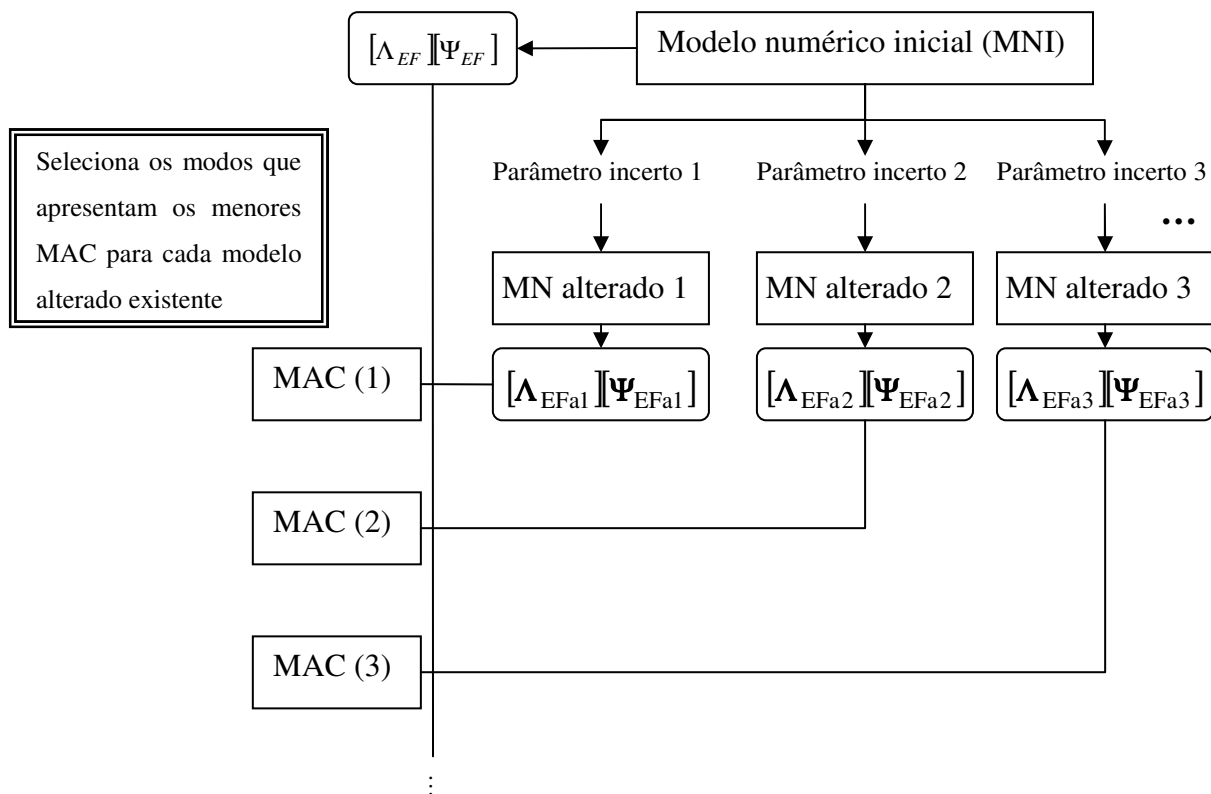 [Λ_EF][Ψ_EF]
Modelo numérico inicial (MNI)
Seleciona os modos que
apresentam os menores
MAC para cada modelo
alterado existente
Parâmetro incerto 1
Parâmetro incerto 2
Parâmetro incerto 3
...
MN alterado 1
MN alterado 2
MN alterado 3
MAC (1)
[Λ_EFa1][Ψ_EFa1]
[Λ_EFa2][Ψ_EFa2]
[Λ_EFa3][Ψ_EFa3]
MAC (2)
MAC (3)
⋮